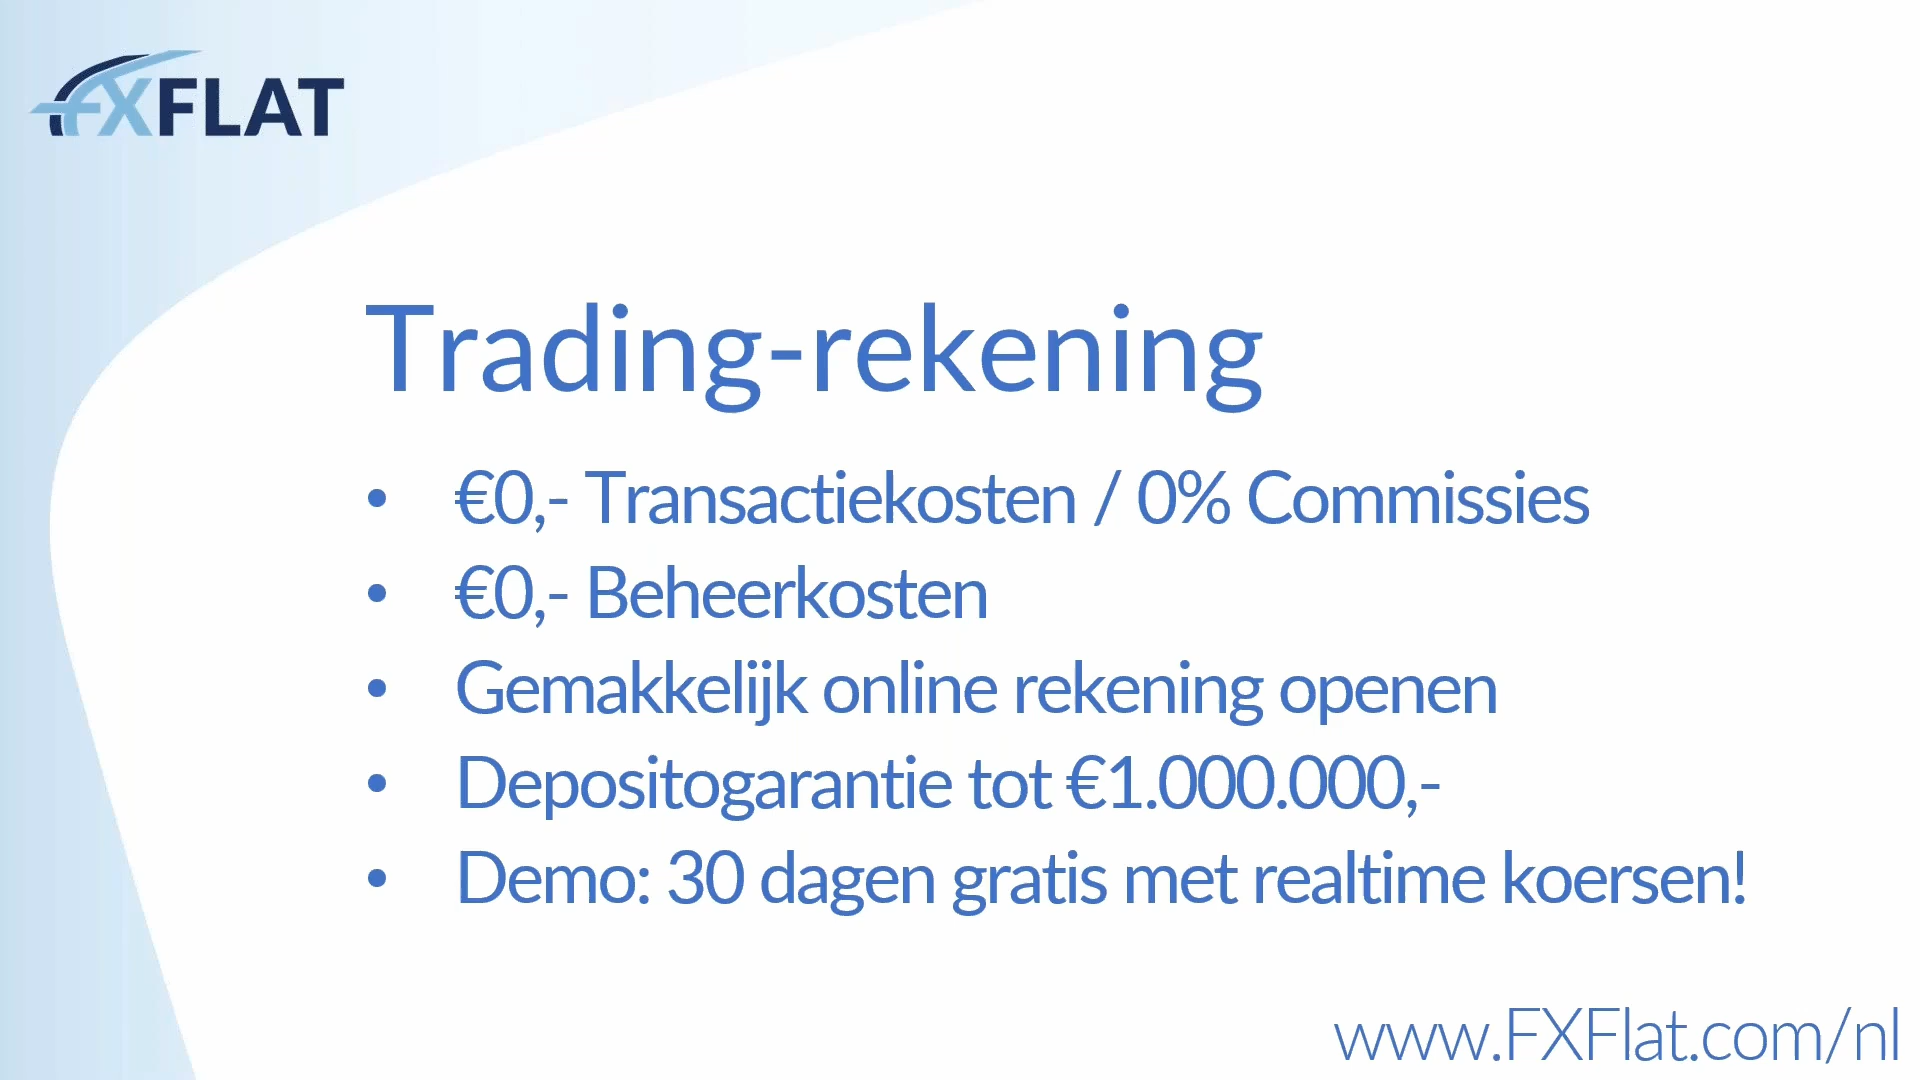 FXFLAT
Trading-rekening
• €0,- Transactiekosten / 0% Commissies
• €0,- Beheerkosten
• Gemakkelijk online rekening openen
• Depositogarantie tot €1.000.000,-
• Demo: 30 dagen gratis met realtime koersen!
www.FXFlat.com/nl